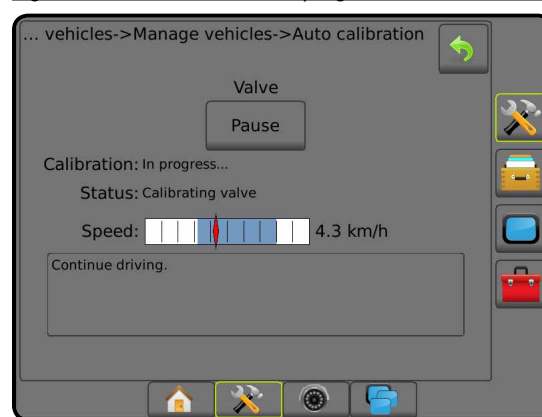 ... vehicles->Manage vehicles->Auto calibration
Valve
Pause
Calibration: In progress...
Status: Calibrating valve
Speed: 4.3 km/h
Continue driving.